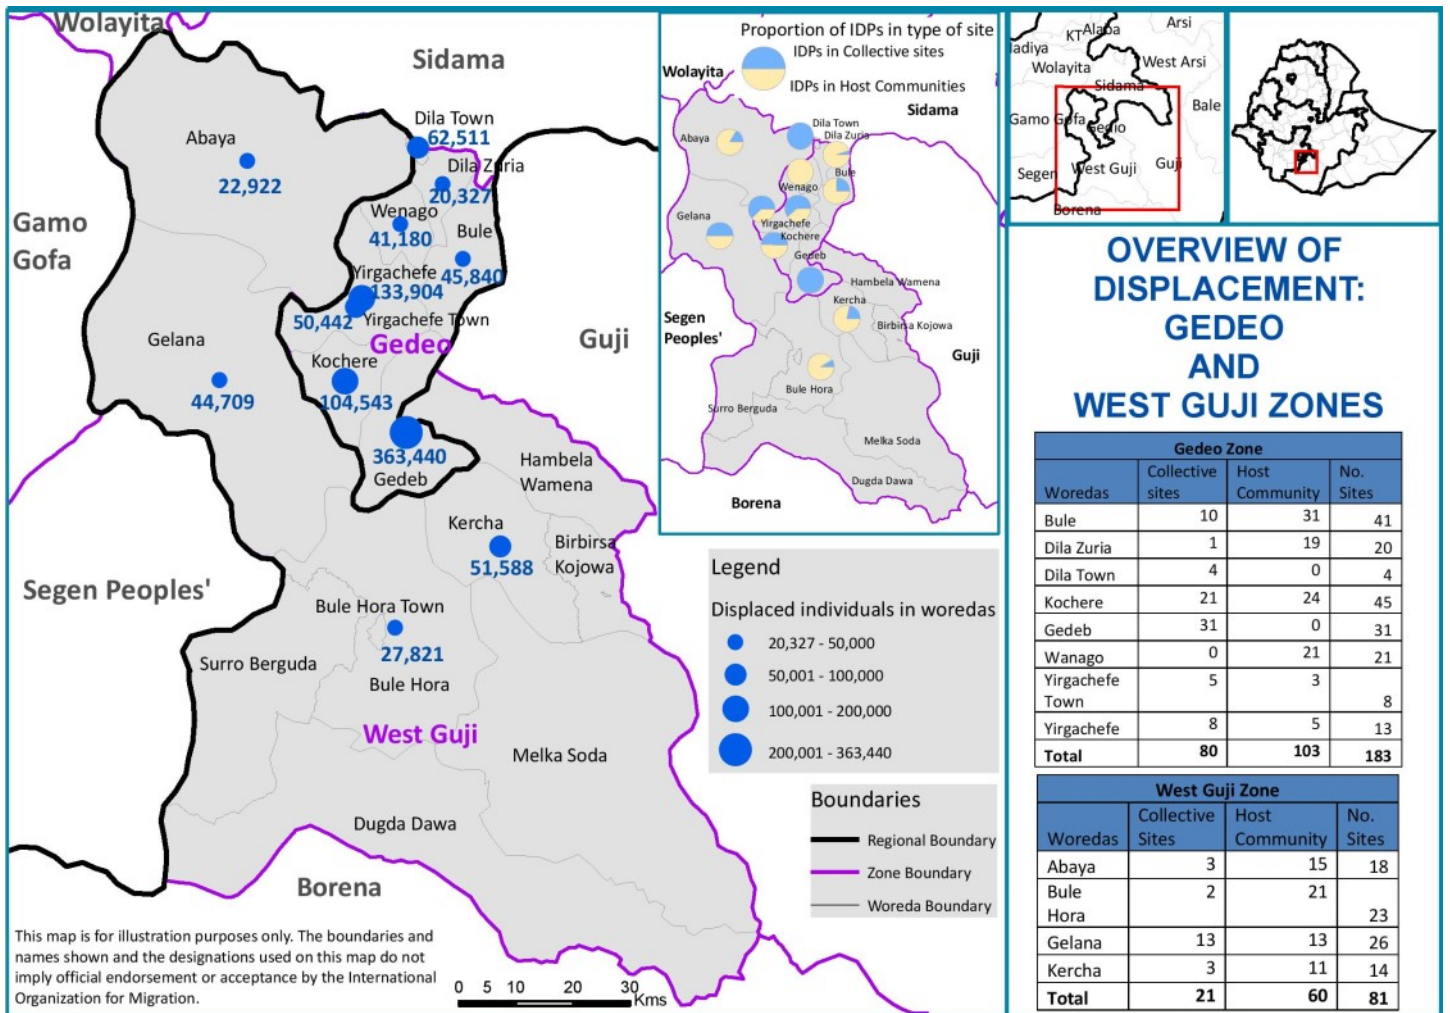 Wolayita
Sidama
Abaya
22,922
Dila Town
62,511
Dila Zuria
20,327
Wenago
41,180
Bule
45,840
Gamo
Gofa
Yirgachefe
133,904
50,442
Yirgachefe Town
Gelana
44,709
Gedeo
Guji
Kochere
104,543
363,440
Gedeb
Hambela
Wamena
Kercha
51,588
Birbirsa
Kojowa
Segen Peoples'
Bule Hora Town
27,821
Surro Berguda
Bule Hora
West Guji
Melka Soda
Dugda Dawa
Borena
This map is for illustration purposes only. The boundaries and
names shown and the designations used on this map do not
imply official endorsement or acceptance by the International
Organization for Migration.
0 5 10 20 30
Kms
Proportion of IDPs in type of site
IDPs in Collective sites
IDPs in Host Communities
Wolayita
Sidama
Abaya
Dila Town
Dila Zuria
Bule
Wenago
Gelana
Yirgachefe
Kochere
Gedeb
Hambela Wamena
Kercha
Birbirsa Kojowa
Segen
Peoples'
Guji
Bule Hora
Surro Berguda
Melka Soda
Dugda Dawa
Borena
Legend
Displaced individuals in woredas
20,327 - 50,000
50,001 - 100,000
100,001 - 200,000
200,001 - 363,440
Boundaries
Regional Boundary
Zone Boundary
Woreda Boundary
Arsi
KT
Alaba
adiya
Wolayita
West Arsi
Sidama
Bale
Gamo Gofa
Gedio
Segen
West Guji
Guji
Borena
OVERVIEW OF
DISPLACEMENT:
GEDEO
AND
WEST GUJI ZONES
Gedeo Zone
Woredas Collective sites Host Community No. Sites
Bule 10 31 41
Dila Zuria 1 19 20
Dila Town 4 0 4
Kochere 21 24 45
Gedeb 31 0 31
Wanago 0 21 21
Yirgachefe Town 5 3 8
Yirgachefe 8 5 13
Total 80 103 183
West Guji Zone
Woredas Collective Sites Host Community No. Sites
Abaya 3 15 18
Bule Hora 2 21 23
Gelana 13 13 26
Kercha 3 11 14
Total 21 60 81